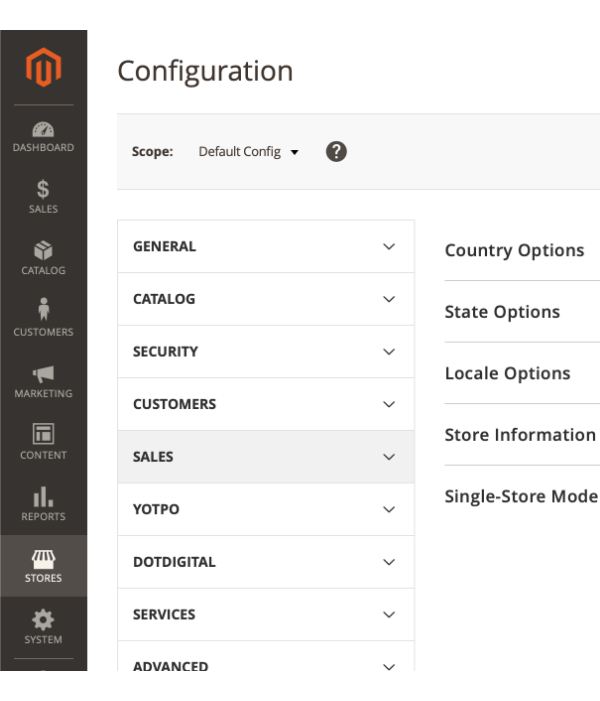 Configuration
DASHBOARD
Scope: Default Config ?
SALES
CATALOG
CUSTOMERS
MARKETING
CONTENT
REPORTS
STORES
SYSTEM
GENERAL
CATALOG
SECURITY
CUSTOMERS
SALES
YOTPO
DOTDIGITAL
SERVICES
ADVANCED
Country Options
State Options
Locale Options
Store Information
Single-Store Mode